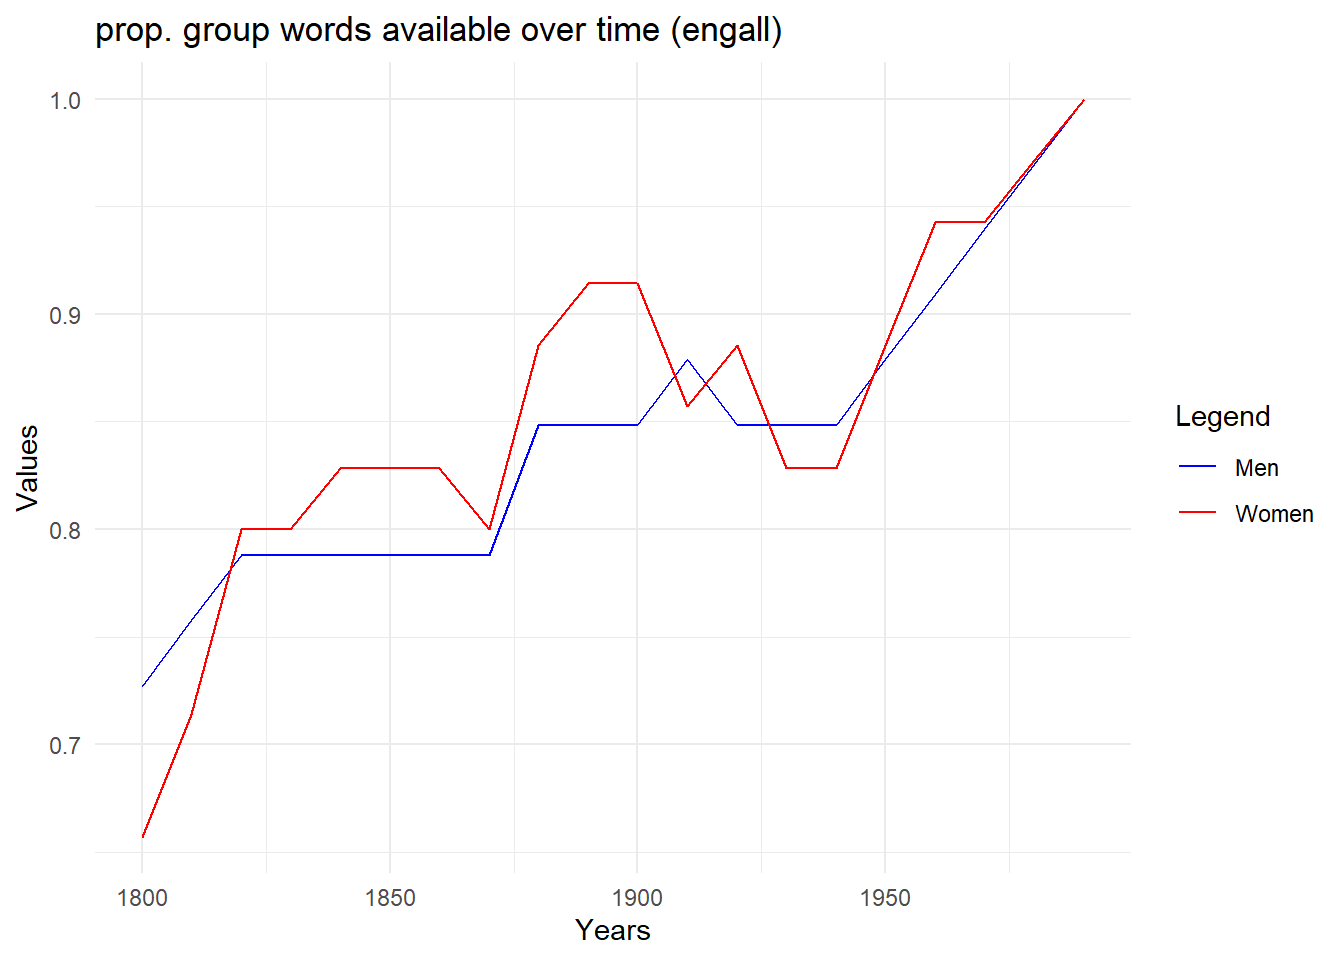 prop. group words available over time (engall)
1.0
0.9
0.8
0.7
Values
1800 1850 1900 1950
Years
Legend
Men
Women